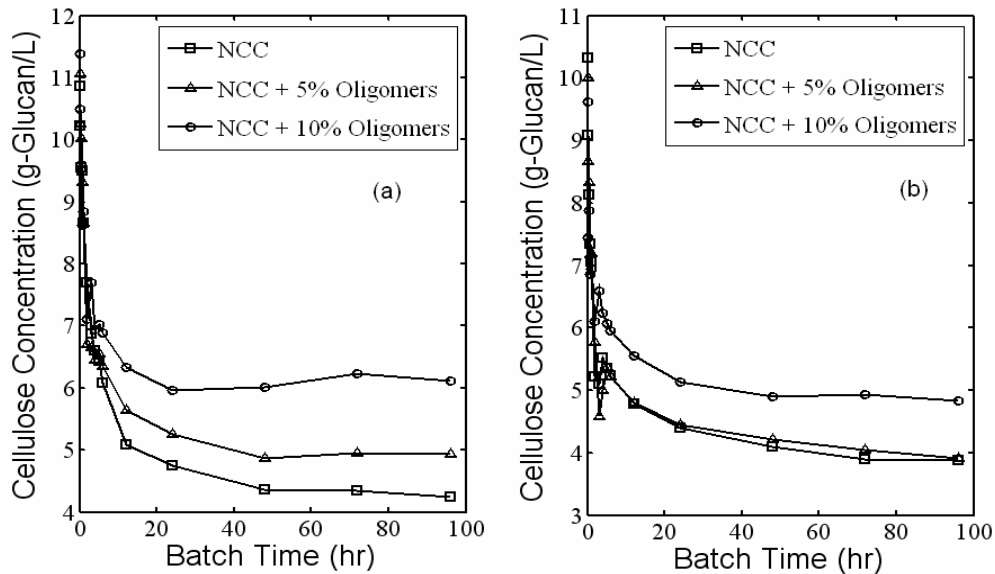 12
11
10
9
8
7
6
5
4
0
20
40
60
80
100
Cellulose Concentration (g-Glucan/L)
Batch Time (hr)
NCC
NCC + 5% Oligomers
NCC + 10% Oligomers
(a)
11
10
9
8
7
6
5
4
3
0
20
40
60
80
100
Cellulose Concentration (g-Glucan/L)
Batch Time (hr)
NCC
NCC + 5% Oligomers
NCC + 10% Oligomers
(b)